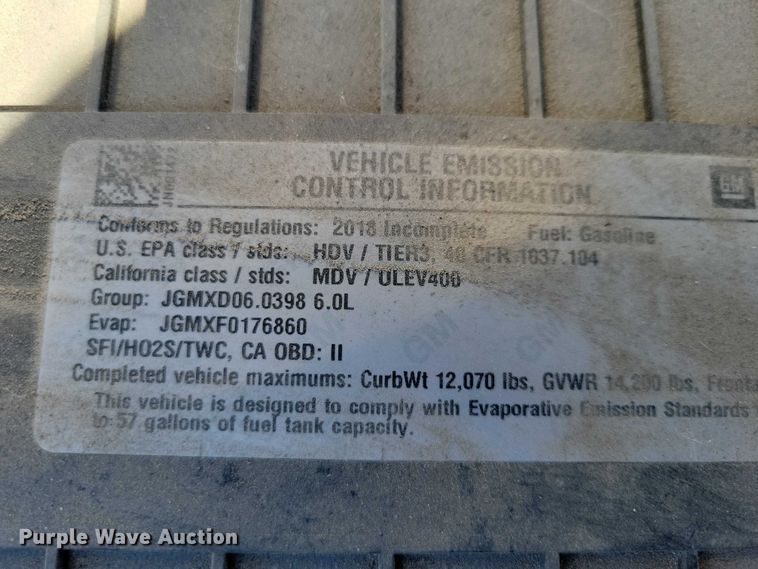 VEHICLE EMISSION
CONTROL INFORMATION
GM
Conforms to Regulations: 2018 Incomplete Fuel: Gasoline
U.S. EPA class / stds: HDV / TIER3, 40 CFR 1037.104
California class / stds: MDV / ULEV400
Group: JGMXD06.0398 6.0L
Evap: JGMXF0176860
SFI/HO2S/TWC, CA OBD: II
Completed vehicle maximums: CurbWt 12,070 lbs, GVWR 14,200 lbs, Fronta
This vehicle is designed to comply with Evaporative Emission Standards
to 57 gallons of fuel tank capacity.
Purple Wave Auction